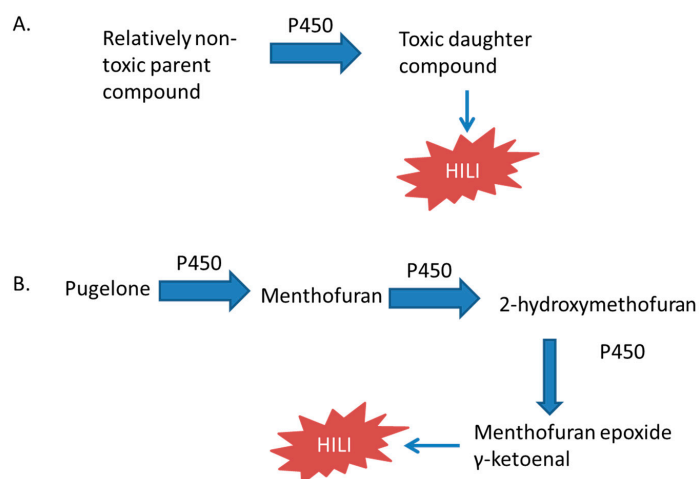 A.
Relatively non-
toxic parent
compound
P450
Toxic daughter
compound
HILI
B.
Pugelone
P450
Menthofuran
P450
2-hydroxymethofuran
P450
Menthofuran epoxide
γ-ketoenal
HILI